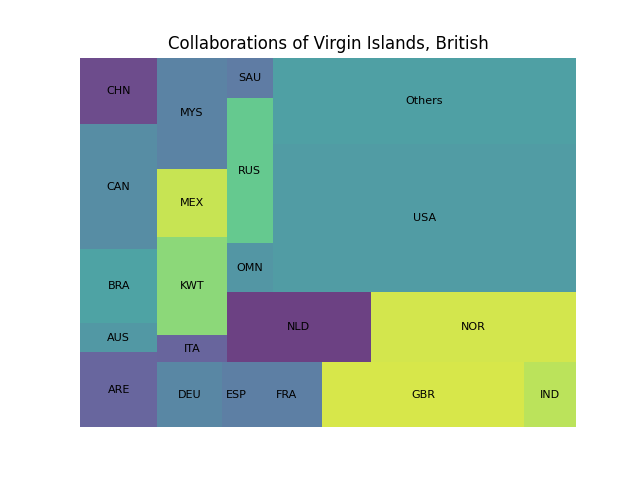 Collaborations of Virgin Islands, British
CHN
MYS
SAU
Others
CAN
RUS
MEX
USA
BRA
KWT
OMN
AUS
ITA
NLD
NOR
ARE
DEU
ESP
FRA
GBR
IND